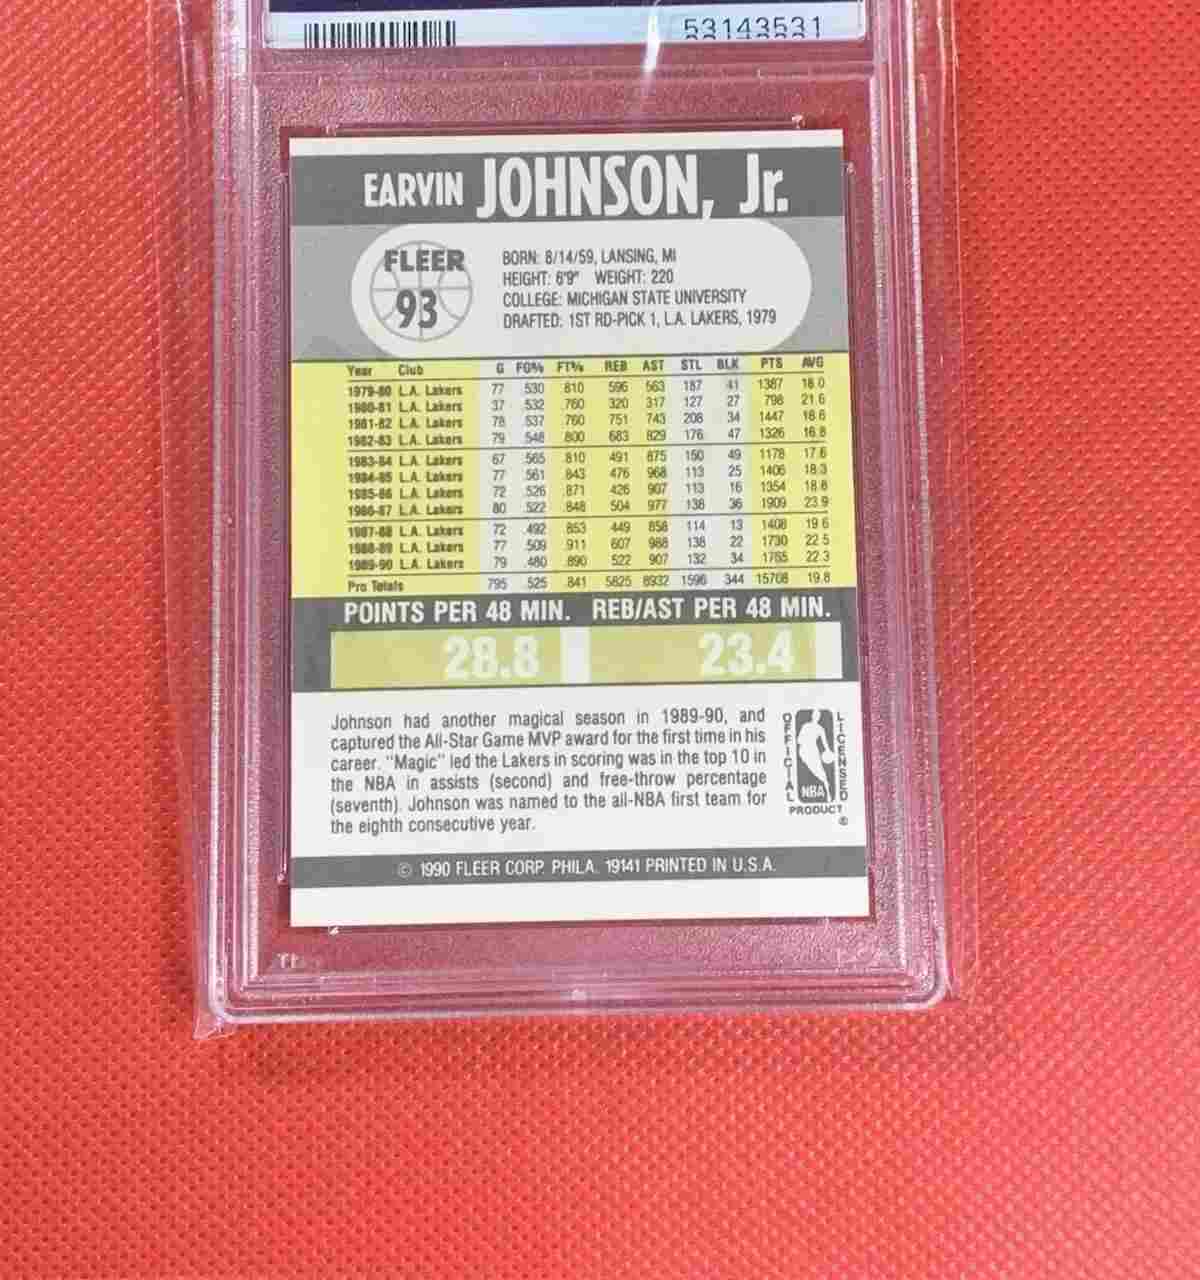 53143531
EARVIN JOHNSON, Jr.
FLEER
93
BORN: 8/14/59, LANSING, MI
HEIGHT: 6'9" WEIGHT: 220
COLLEGE: MICHIGAN STATE UNIVERSITY
DRAFTED: 1ST RD-PICK 1, L.A. LAKERS, 1979
Year Club G FG% FT% REB AST STL BLK PTS AVG
1979-80 L.A. Lakers 77 .530 .810 596 563 187 41 1387 18.0
1980-81 L.A. Lakers 37 .532 .760 320 317 127 27 798 21.6
1981-82 L.A. Lakers 78 .537 .760 751 743 208 34 1447 18.6
1982-83 L.A. Lakers 79 .548 .800 683 829 176 47 1326 16.8
1983-84 L.A. Lakers 67 .565 .810 491 875 150 49 1178 17.6
1984-85 L.A. Lakers 77 .561 .843 476 968 113 25 1406 18.3
1985-86 L.A. Lakers 72 .526 .871 426 907 113 16 1354 18.8
1986-87 L.A. Lakers 80 .522 .848 504 977 138 36 1909 23.9
1987-88 L.A. Lakers 72 .492 .853 449 858 114 13 1408 19.6
1988-89 L.A. Lakers 77 .509 .911 607 988 138 22 1730 22.5
1989-90 L.A. Lakers 79 .480 .890 522 907 132 34 1765 22.3
Pro Totals 795 .525 .841 5825 8932 1596 344 15708 19.8
POINTS PER 48 MIN. REB/AST PER 48 MIN.
28.8 23.4
Johnson had another magical season in 1989-90, and
captured the All-Star Game MVP award for the first time in his
career. "Magic" led the Lakers in scoring was in the top 10 in
the NBA in assists (second) and free-throw percentage
(seventh). Johnson was named to the all-NBA first team for
the eighth consecutive year.
OFFICIAL
LICENSED
NBA
PRODUCT
®
© 1990 FLEER CORP. PHILA. 19141 PRINTED IN U.S.A.